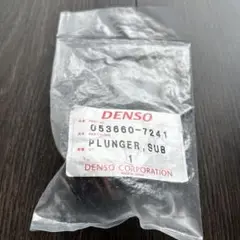 DENSO
053660-7241
PLUNGER, SUB
1
DENSO CORPORATION